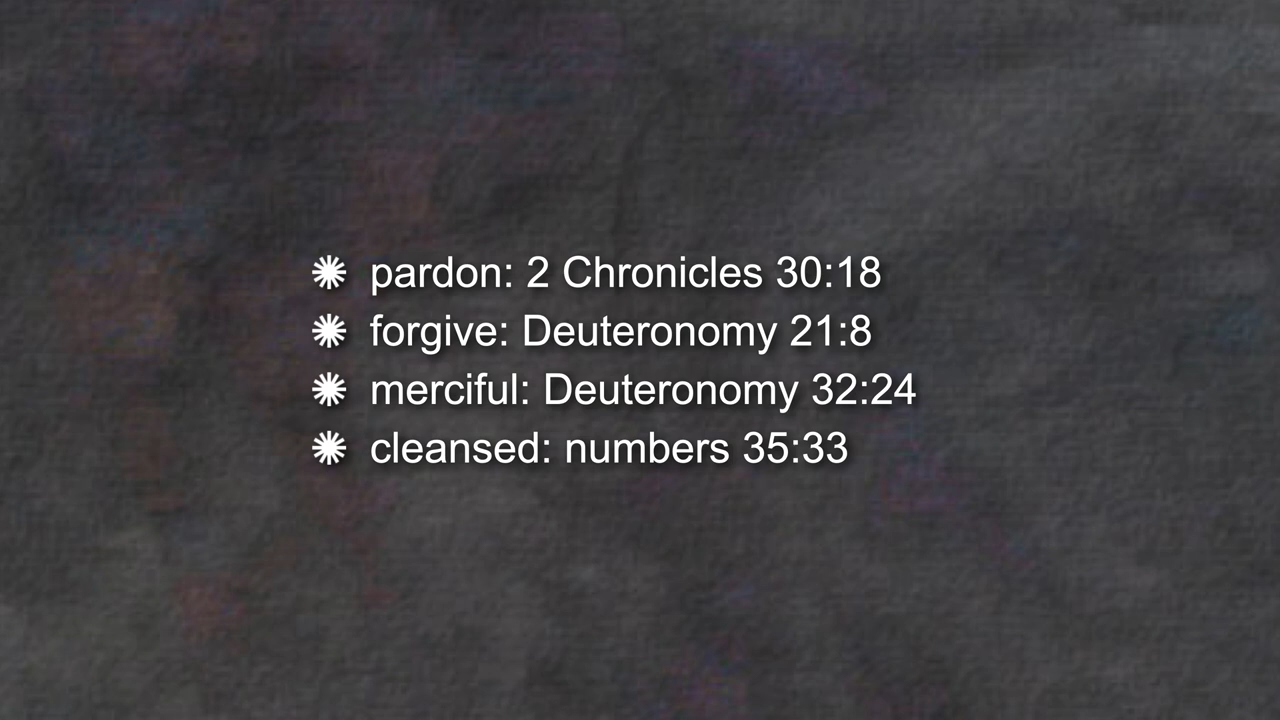 pardon: 2 Chronicles 30:18
forgive: Deuteronomy 21:8
merciful: Deuteronomy 32:24
cleansed: numbers 35:33